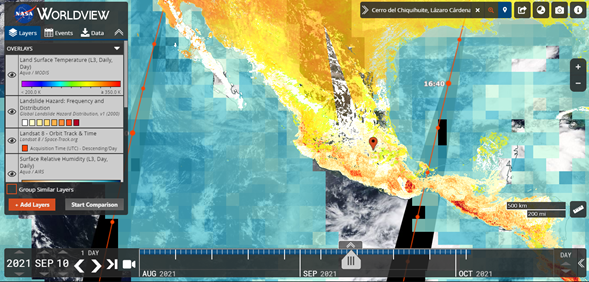 NASA WORLDVIEW
Layers Events Data
OVERLAYS
Land Surface Temperature (L3, Daily,
Day)
Aqua / MODIS
< 200.0 K ≥ 350.0 K
Landslide Hazard: Frequency and
Distribution
Global Landslide Hazard Distribution, v1 (2000)
Landsat 8 - Orbit Track & Time
Landsat 8 / Space-Track.org
Acquisition Time (UTC) - Descending/Day
Surface Relative Humidity (L3, Day,
Day)
Aqua / AIRS
Group Similar Layers
+ Add Layers Start Comparison
Cerro del Chiquihuite, Lázaro Cárdena
16:40
500 km
200 mi
1 DAY
2021 SEP 10
AUG 2021 SEP 2021 OCT 2021
DAY